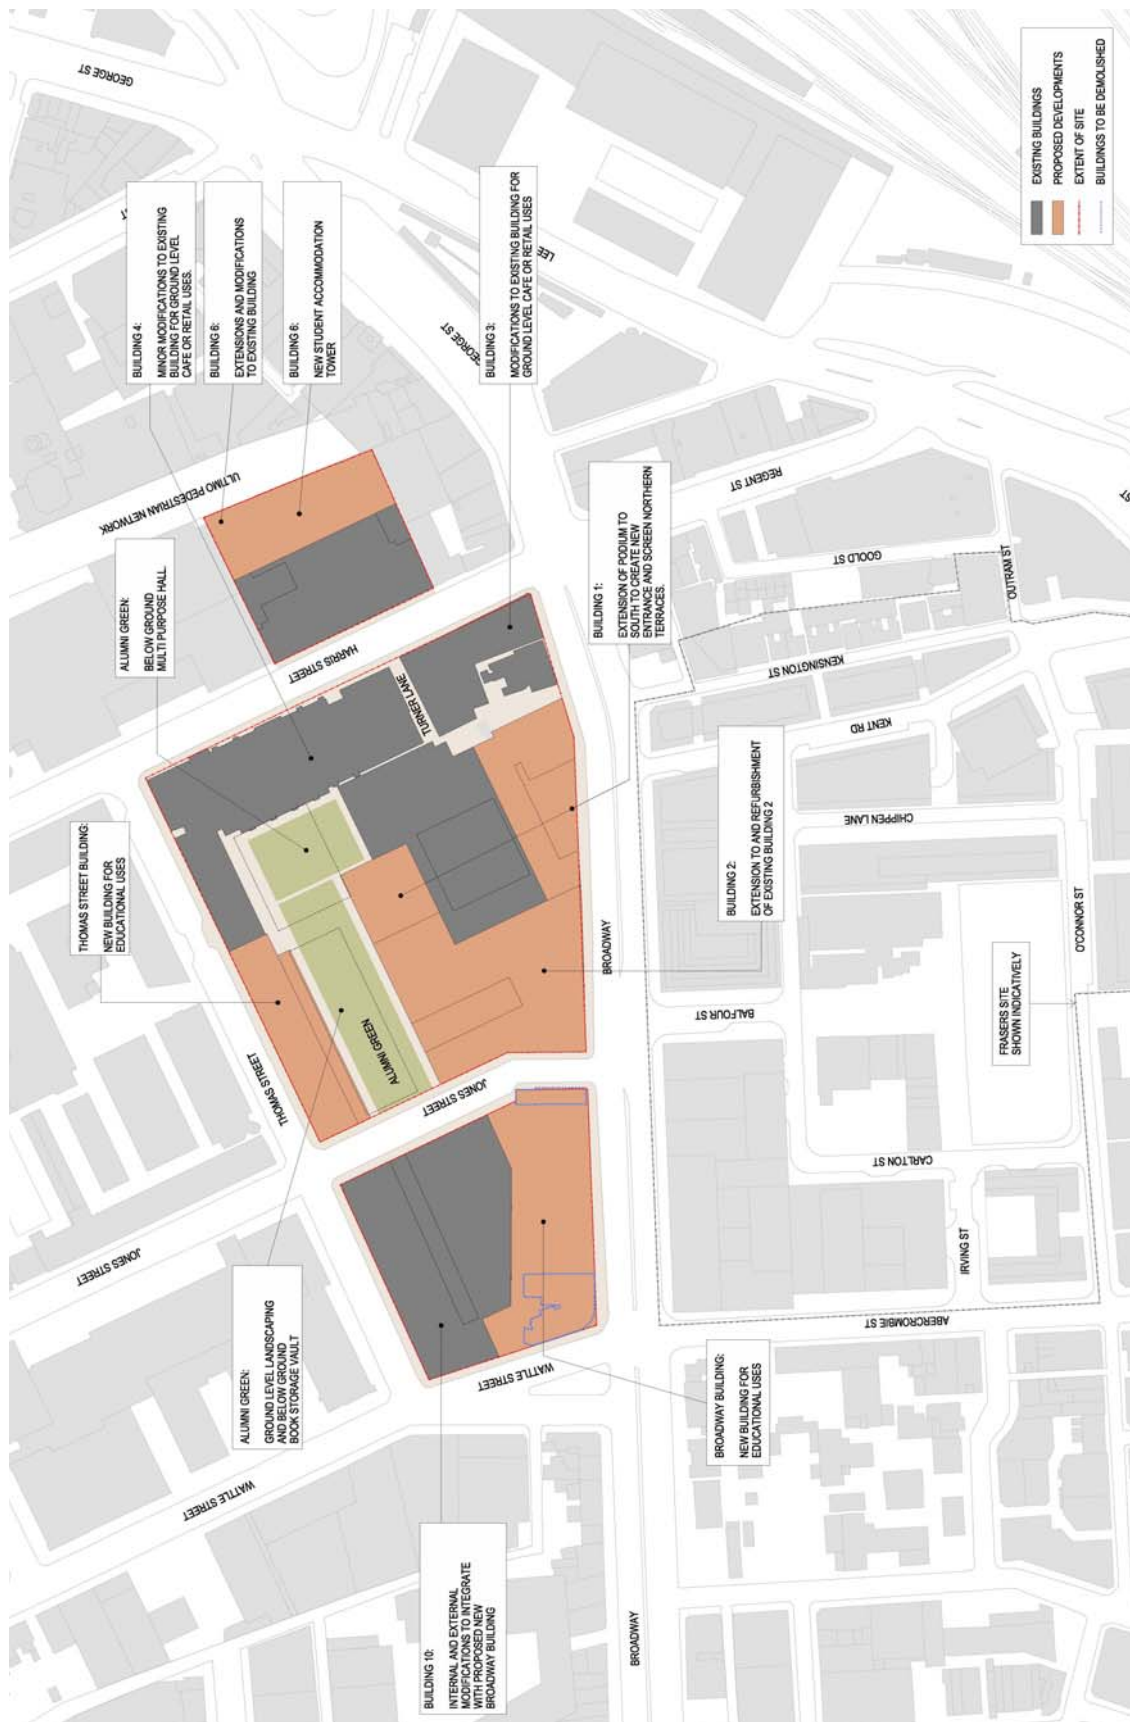 BUILDING 10:
INTERNAL AND EXTERNAL
MODIFICATIONS TO INTEGRATE
WITH PROPOSED NEW
BROADWAY BUILDING
ALUMNI GREEN:
GROUND LEVEL LANDSCAPING
AND BELOW GROUND
BOOK STORAGE VAULT
THOMAS STREET BUILDING:
NEW BUILDING FOR
EDUCATIONAL USES
ALUMNI GREEN:
BELOW GROUND
MULTI PURPOSE HALL
BUILDING 4:
MINOR MODIFICATIONS TO EXISTING
BUILDING FOR GROUND LEVEL
CAFE OR RETAIL USES.
BUILDING 6:
EXTENSIONS AND MODIFICATIONS
TO EXISTING BUILDING
BUILDING 6:
NEW STUDENT ACCOMMODATION
TOWER
BUILDING 3:
MODIFICATIONS TO EXISTING BUILDING FOR
GROUND LEVEL CAFE OR RETAIL USES
BUILDING 1:
EXTENSION OF PODIUM TO
SOUTH TO CREATE NEW
ENTRANCE AND SCREEN NORTHERN
TERRACES.
BUILDING 2:
EXTENSION TO AND REFURBISHMENT
OF EXISTING BUILDING 2
BROADWAY BUILDING:
NEW BUILDING FOR
EDUCATIONAL USES
FRASERS SITE
SHOWN INDICATIVELY
WATTLE STREET
JONES STREET
THOMAS STREET
ALUMNI GREEN
JONES STREET
WATTLE STREET
HARRIS STREET
TURNER LANE
ULTIMO PEDESTRIAN NETWORK
GEORGE ST
GEORGE ST
LEE
BROADWAY
BROADWAY
REGENT ST
GOOLD ST
OUTRAM ST
KENSINGTON ST
KENT RD
CHIPPEN LANE
O'CONNOR ST
BALFOUR ST
CARLTON ST
IRVING ST
ABERCROMBIE ST
ST
EXISTING BUILDINGS
PROPOSED DEVELOPMENTS
EXTENT OF SITE
BUILDINGS TO BE DEMOLISHED